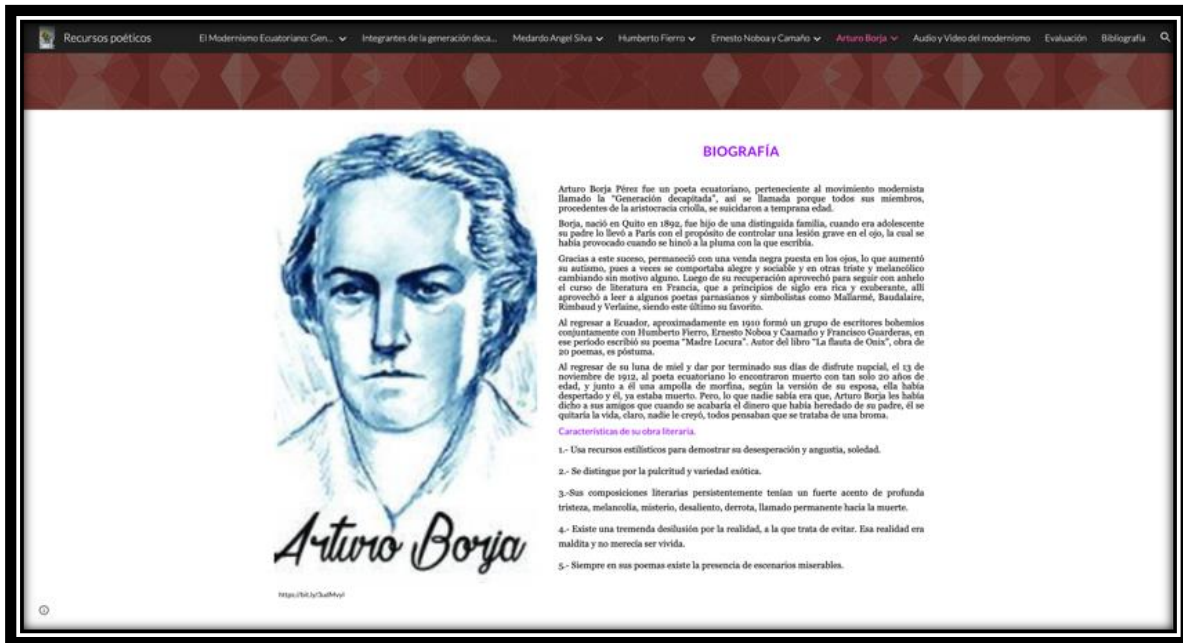 Recursos poéticos
El Modernismo Ecuatoriano: Gen...
Integrantes de la generación deca...
Medardo Angel Silva
Humberto Fierro
Ernesto Noboa y Camaño
Arturo Borja
Audio y Video del modernismo
Evaluación
Bibliografía
BIOGRAFÍA
Arturo Borja Pérez fue un poeta ecuatoriano, perteneciente al movimiento modernista
llamado la "Generación decapitada", así se llamada porque todos sus miembros,
procedentes de la aristocracia criolla, se suicidaron a temprana edad.
Borja, nació en Quito en 1892, fue hijo de una distinguida familia, cuando era adolescente
su padre lo llevó a París con el propósito de controlar una lesión grave en el ojo, la cual se
había provocado cuando se hincó a la pluma con la que escribía.
Gracias a este suceso, permaneció con una venda negra puesta en los ojos, lo que aumentó
su autismo, pues a veces se comportaba alegre y sociable y en otras triste y melancólico
cambiando sin motivo alguno. Luego de su recuperación aprovechó para seguir con anhelo
el curso de literatura en Francia, que a principios de siglo era rica y exuberante, allí
aprovechó a leer a algunos poetas parnasianos y simbolistas como Mallarmé, Baudalaire,
Rimbaud y Verlaine, siendo este último su favorito.
Al regresar a Ecuador, aproximadamente en 1910 formó un grupo de escritores bohemios
conjuntamente con Humberto Fierro, Ernesto Noboa y Caamaño y Francisco Guarderas, en
ese período escribió su poema "Madre Locura". Autor del libro "La flauta de Onix", obra de
20 poemas, es póstuma.
Al regresar de su luna de miel y dar por terminado sus días de disfrute nupcial, el 13 de
noviembre de 1912, al poeta ecuatoriano lo encontraron muerto con tan solo 20 años de
edad, y junto a él una ampolla de morfina, según la versión de su esposa, ella había
despertado y él, ya estaba muerto. Pero, lo que nadie sabía era que, Arturo Borja les había
dicho a sus amigos que cuando se acabaría el dinero que había heredado de su padre, él se
quitaría la vida, claro, nadie le creyó, todos pensaban que se trataba de una broma.
Características de su obra literaria.
1.- Usa recursos estilísticos para demostrar su desesperación y angustia, soledad.
2.- Se distingue por la pulcritud y variedad exótica.
3.-Sus composiciones literarias persistentemente tenían un fuerte acento de profunda
tristeza, melancolía, misterio, desaliento, derrota, llamado permanente hacia la muerte.
4.- Existe una tremenda desilusión por la realidad, a la que trata de evitar. Esa realidad era
maldita y no merecía ser vivida.
5.- Siempre en sus poemas existe la presencia de escenarios miserables.
Arturo Borja